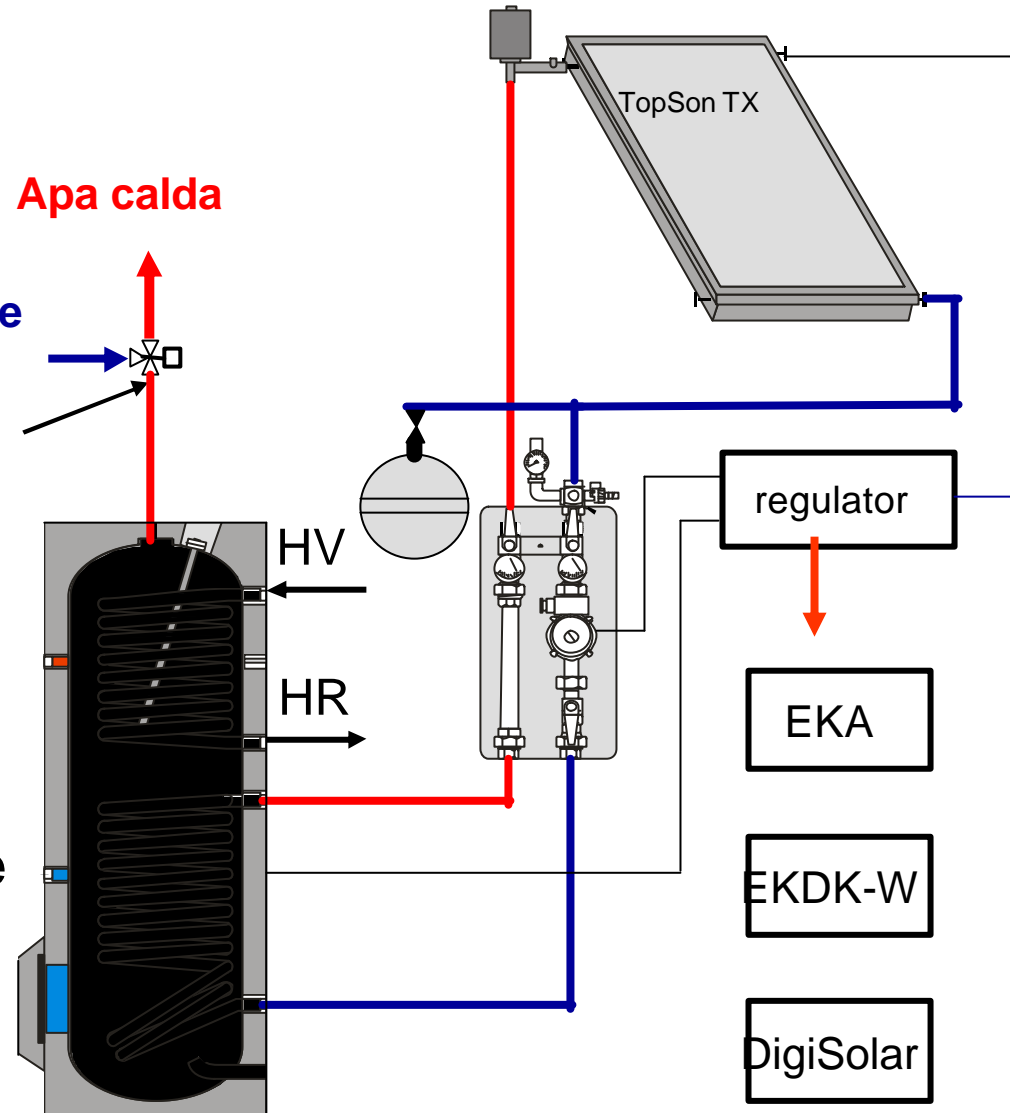 TopSon TX
Apa calda
e
regulator
HV
HR
EKA
e
EKDK-W
DigiSolar